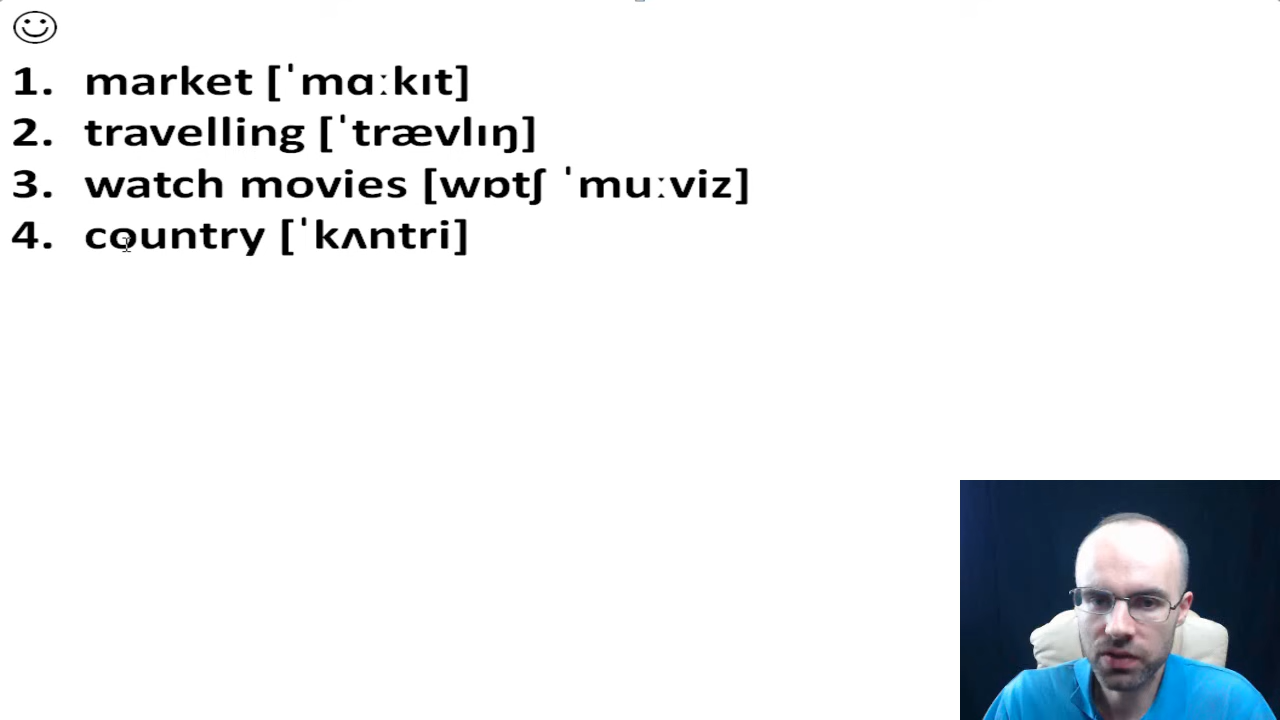 1. market [ˈmɑːkɪt]
2. travelling [ˈtrævlɪŋ]
3. watch movies [wɒtʃ ˈmuːviz]
4. country [ˈkʌntri]